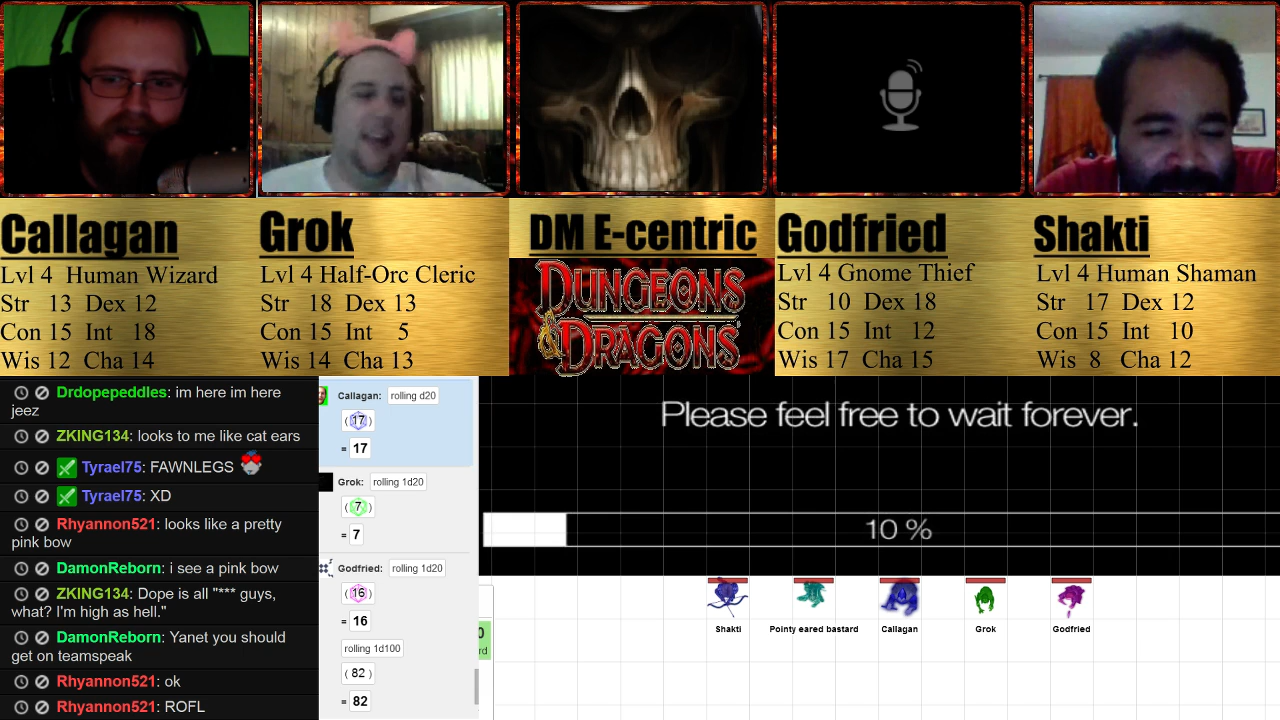 Callagan
Lvl 4 Human Wizard
Str 13 Dex 12
Con 15 Int 18
Wis 12 Cha 14
Grok
Lvl 4 Half-Orc Cleric
Str 18 Dex 13
Con 15 Int 5
Wis 14 Cha 13
DM E-centric
DUNGEONS
& DRAGONS
Godfried
Lvl 4 Gnome Thief
Str 10 Dex 18
Con 15 Int 12
Wis 17 Cha 15
Shakti
Lvl 4 Human Shaman
Str 17 Dex 12
Con 15 Int 10
Wis 8 Cha 12
Drdopepeddles: im here im here
jeez
ZKING134: looks to me like cat ears
Tyrael75: FAWNLEGS
Tyrael75: XD
Rhyannon521: looks like a pretty
pink bow
DamonReborn: i see a pink bow
ZKING134: Dope is all "*** guys,
what? I'm high as hell."
DamonReborn: Yanet you should
get on teamspeak
Rhyannon521: ok
Rhyannon521: ROFL
Callagan: rolling d20
(17)
= 17
Grok: rolling 1d20
(7)
= 7
Godfried: rolling 1d20
(16)
= 16
rolling 1d100
(82)
= 82
Please feel free to wait forever.
10 %
0
rd
Shakti
Pointy eared bastard
Callagan
Grok
Godfried